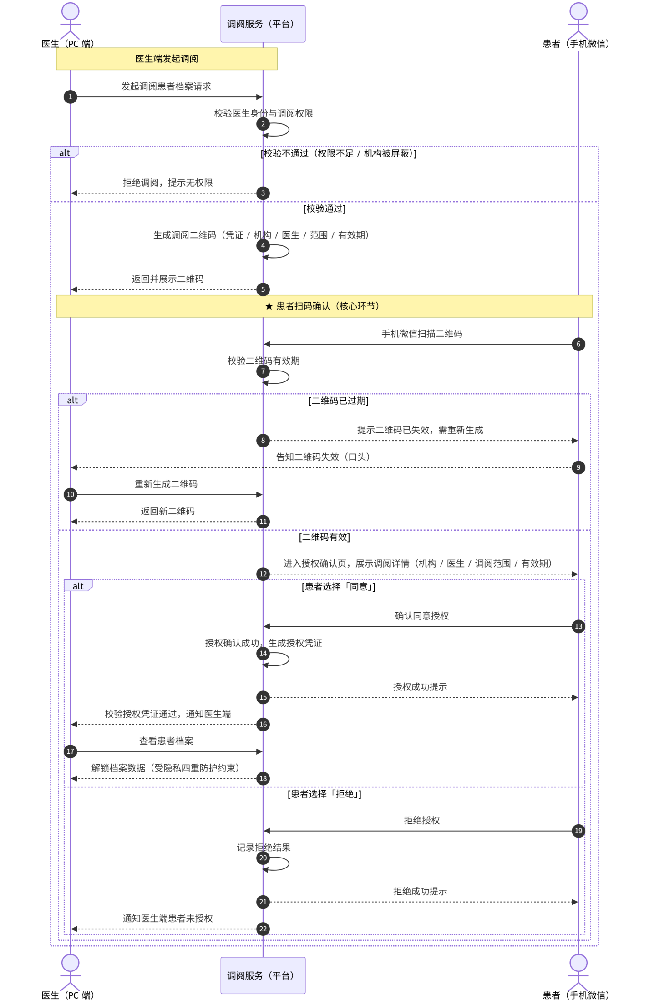 医生（PC 端）
调阅服务（平台）
患者（手机微信）
医生端发起调阅
发起调阅患者档案请求
1
校验医生身份与调阅权限
2
alt
[校验不通过（权限不足 / 机构被屏蔽）]
拒绝调阅，提示无权限
3
[校验通过]
生成调阅二维码（凭证 / 机构 / 医生 / 范围 / 有效期）
4
返回并展示二维码
5
★ 患者扫码确认（核心环节）
手机微信扫描二维码
6
校验二维码有效期
7
alt
[二维码已过期]
提示二维码已失效，需重新生成
8
告知二维码失效（口头）
9
重新生成二维码
10
返回新二维码
11
[二维码有效]
进入授权确认页，展示调阅详情（机构 / 医生 / 调阅范围 / 有效期）
12
alt
[患者选择「同意」]
确认同意授权
13
授权确认成功，生成授权凭证
14
授权成功提示
15
校验授权凭证通过，通知医生端
16
查看患者档案
17
解锁档案数据（受隐私四重防护约束）
18
[患者选择「拒绝」]
拒绝授权
19
记录拒绝结果
20
拒绝成功提示
21
通知医生端患者未授权
22
医生（PC 端）
调阅服务（平台）
患者（手机微信）